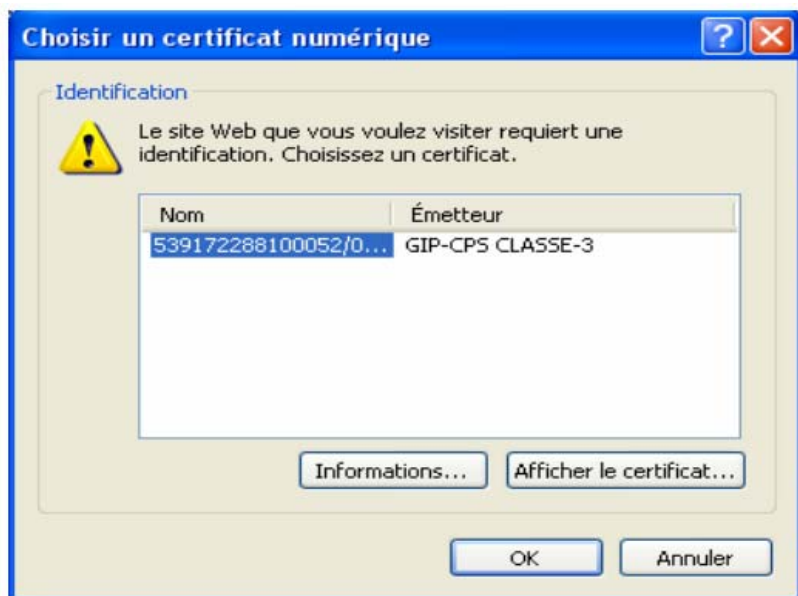 Choisir un certificat numérique
Identification
Le site Web que vous voulez visiter requiert une
identification. Choisissez un certificat.
Nom Émetteur
539172288100052/0... GIP-CPS CLASSE-3
Informations... Afficher le certificat...
OK Annuler